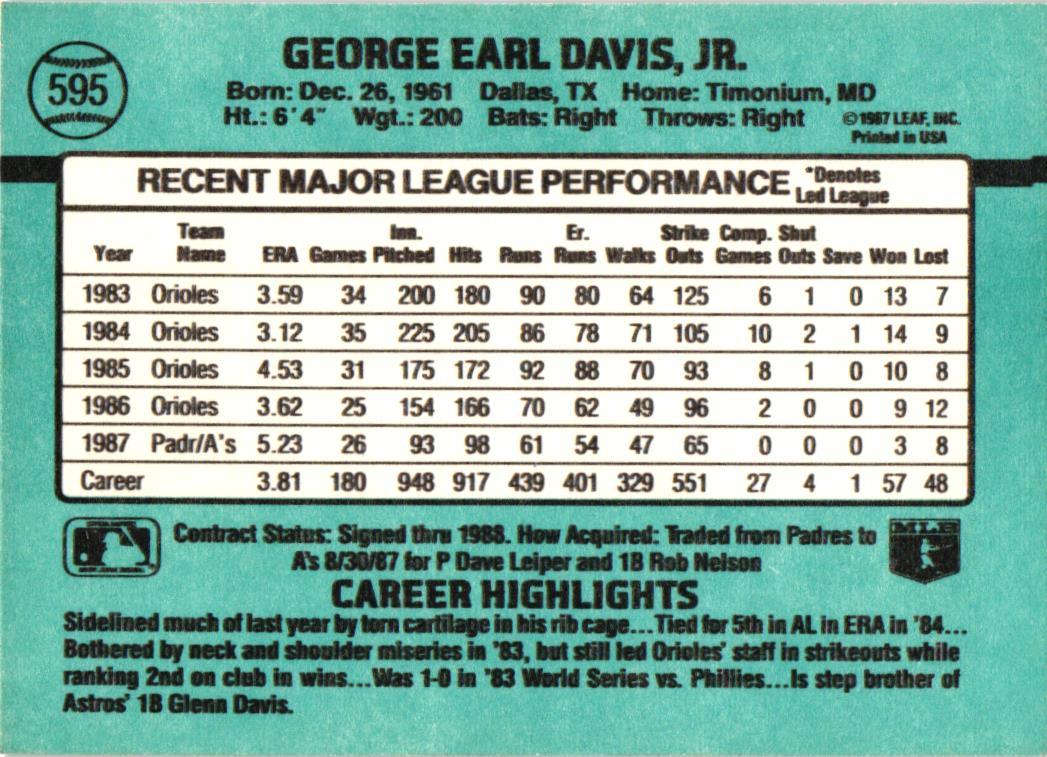 595
GEORGE EARL DAVIS, JR.
Born: Dec. 26, 1961 Dallas, TX Home: Timonium, MD
Ht.: 6´4˝ Wgt.: 200 Bats: Right Throws: Right
©1987 LEAF, INC.
Printed in USA
RECENT MAJOR LEAGUE PERFORMANCE *Denotes
Led League
Team Inn. Er. Strike Comp. Shut
Year Name ERA Games Pitched Hits Runs Runs Walks Outs Games Outs Save Won Lost
1983 Orioles 3.59 34 200 180 90 80 64 125 6 1 0 13 7
1984 Orioles 3.12 35 225 205 86 78 71 105 10 2 1 14 9
1985 Orioles 4.53 31 175 172 92 88 70 93 8 1 0 10 8
1986 Orioles 3.62 25 154 166 70 62 49 96 2 0 0 9 12
1987 Padr/A's 5.23 26 93 98 61 54 47 65 0 0 0 3 8
Career 3.81 180 948 917 439 401 329 551 27 4 1 57 48
Contract Status: Signed thru 1988. How Acquired: Traded from Padres to
A's 8/30/87 for P Dave Leiper and 1B Rob Nelson
MLB
CAREER HIGHLIGHTS
Sidelined much of last year by torn cartilage in his rib cage...Tied for 5th in AL in ERA in '84...
Bothered by neck and shoulder miseries in '83, but still led Orioles' staff in strikeouts while
ranking 2nd on club in wins...Was 1-0 in '83 World Series vs. Phillies...Is step brother of
Astros' 1B Glenn Davis.